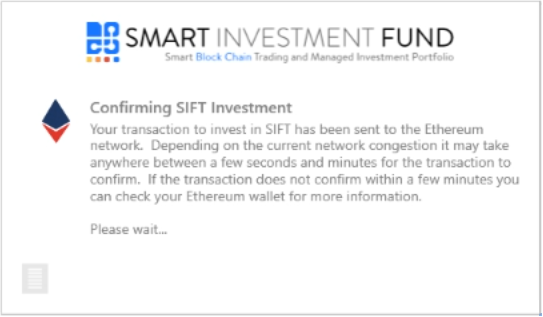 SMART INVESTMENT FUND
Smart Block Chain Trading and Managed Investment Portfolio
Confirming SIFT Investment
Your transaction to invest in SIFT has been sent to the Ethereum
network. Depending on the current network congestion it may take
anywhere between a few seconds and minutes for the transaction to
confirm. If the transaction does not confirm within a few minutes you
can check your Ethereum wallet for more information.
Please wait...